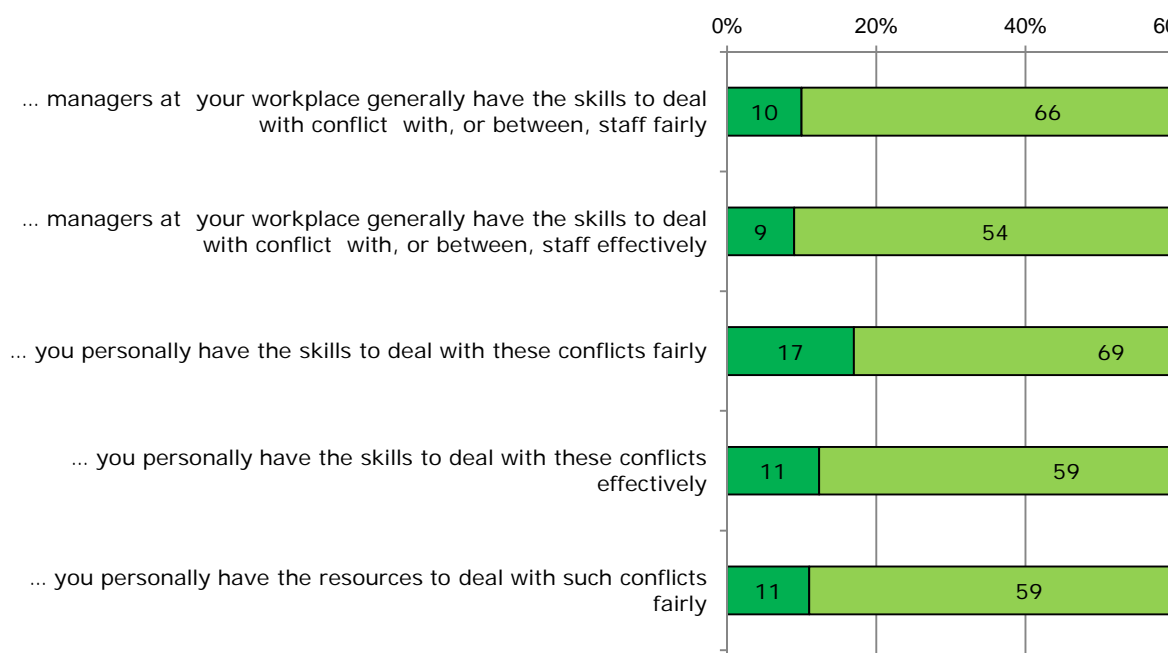 0% 20% 40% 60
... managers at your workplace generally have the skills to deal
with conflict with, or between, staff fairly
10 66
... managers at your workplace generally have the skills to deal
with conflict with, or between, staff effectively
9 54
... you personally have the skills to deal with these conflicts fairly
17 69
... you personally have the skills to deal with these conflicts
effectively
11 59
... you personally have the resources to deal with such conflicts
fairly
11 59